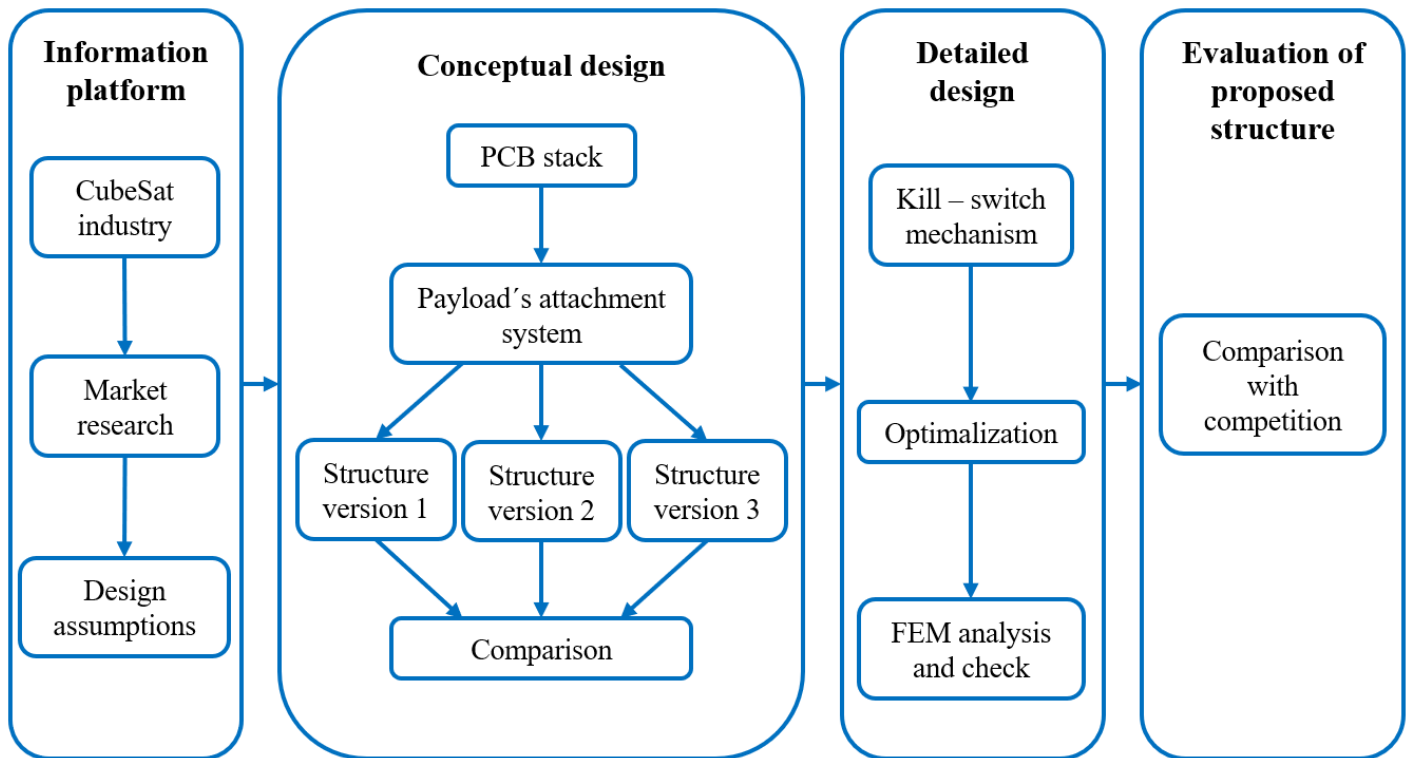 Information
platform
CubeSat
industry
Market
research
Design
assumptions
Conceptual design
PCB stack
Payload´s attachment
system
Structure
version 1
Structure
version 2
Structure
version 3
Comparison
Detailed
design
Kill – switch
mechanism
Optimalization
FEM analysis
and check
Evaluation of
proposed
structure
Comparison
with
competition